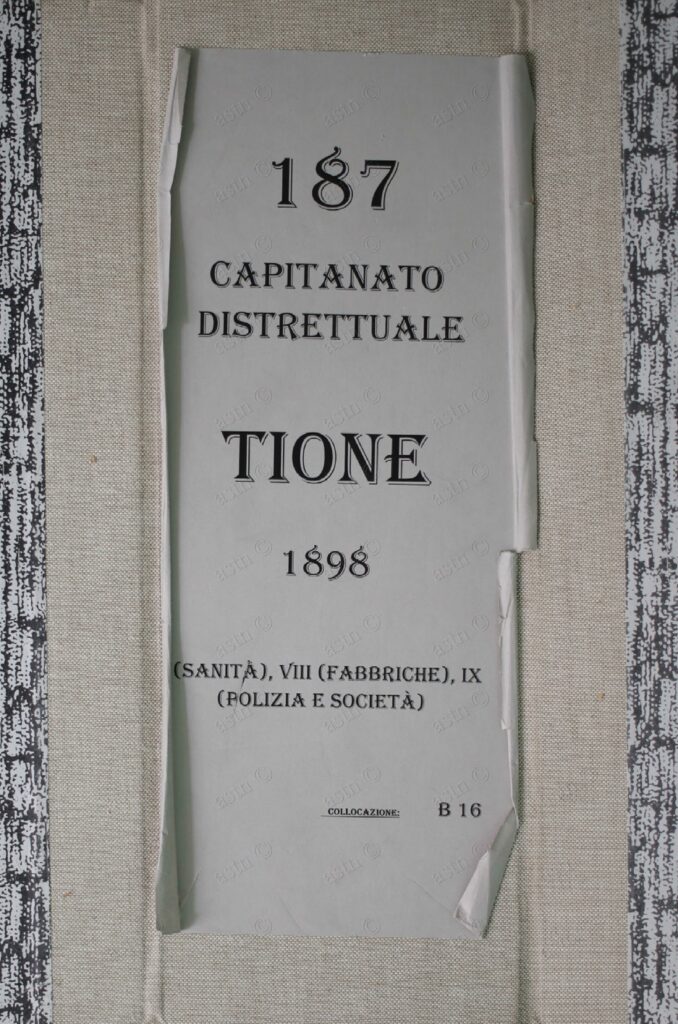 187
CAPITANATO
DISTRETTUALE
TIONE
1898
(SANITÀ), VIII (FABBRICHE), IX
(POLIZIA E SOCIETÀ)
COLLOCAZIONE: B 16